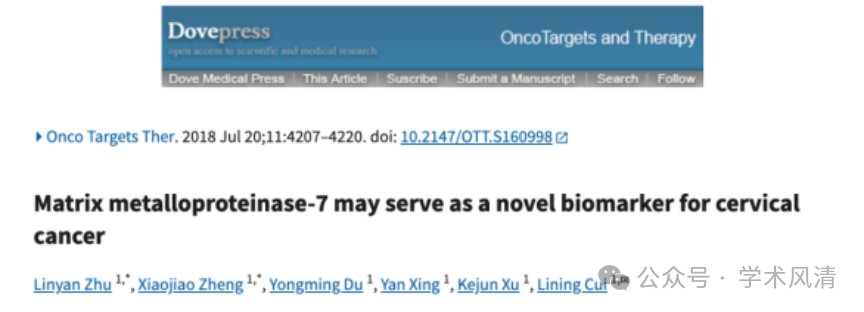 Dovepress
open access to scientific and medical research
OncoTargets and Therapy
Dove Medical Press | This Article | Suscribe | Submit a Manuscript | Search | Follow
Onco Targets Ther. 2018 Jul 20;11:4207–4220. doi: 10.2147/OTT.S160998
Matrix metalloproteinase-7 may serve as a novel biomarker for cervical
cancer
Linyan Zhu 1,*, Xiaojiao Zheng 1,*, Yongming Du 1, Yan Xing 1, Kejun Xu 1, Lining Cui
公众号 · 学术风清